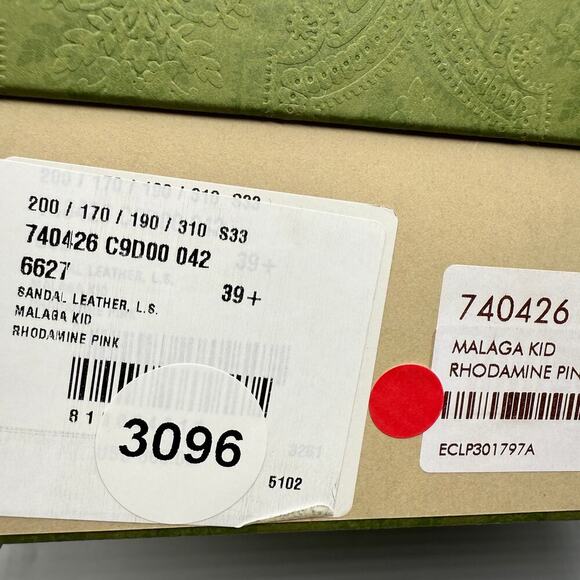 200 / 170 / 190 / 310 S33
740426 C9D00 042
6627
39+
SANDAL LEATHER, L.S.
MALAGA KID
RHODAMINE PINK
3096
5102
3261
740426
MALAGA KID
RHODAMINE PIN
ECLP301797A